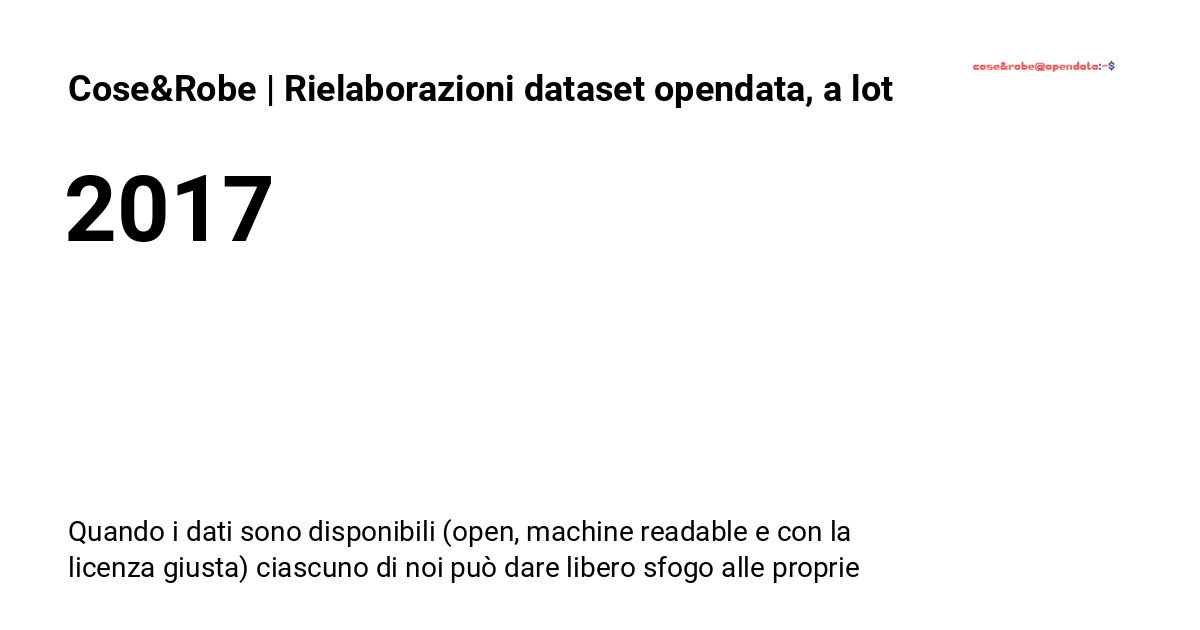 Cose&Robe | Rielaborazioni dataset opendata, a lot
cose&robe@opendata:~$
2017
Quando i dati sono disponibili (open, machine readable e con la
licenza giusta) ciascuno di noi può dare libero sfogo alle proprie